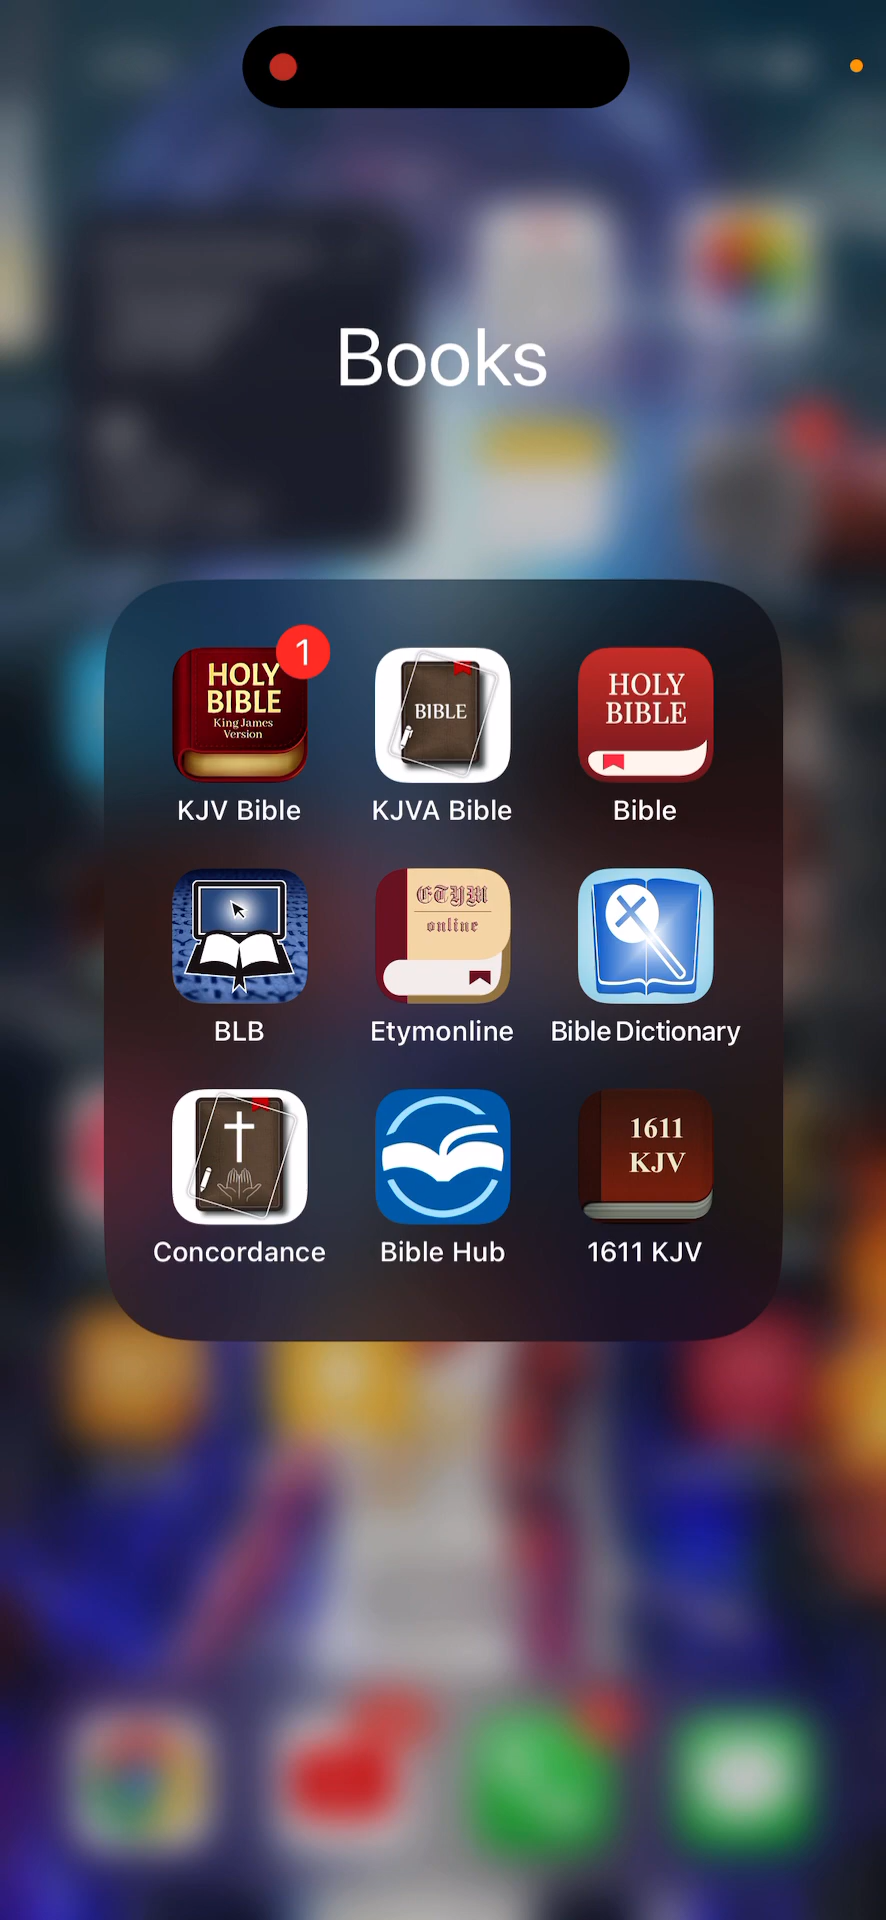 Books
1
HOLY
BIBLE
King James
Version
BIBLE
HOLY
BIBLE
KJV Bible
KJVA Bible
Bible
ETYM
online
BLB
Etymonline
Bible Dictionary
1611
KJV
Concordance
Bible Hub
1611 KJV